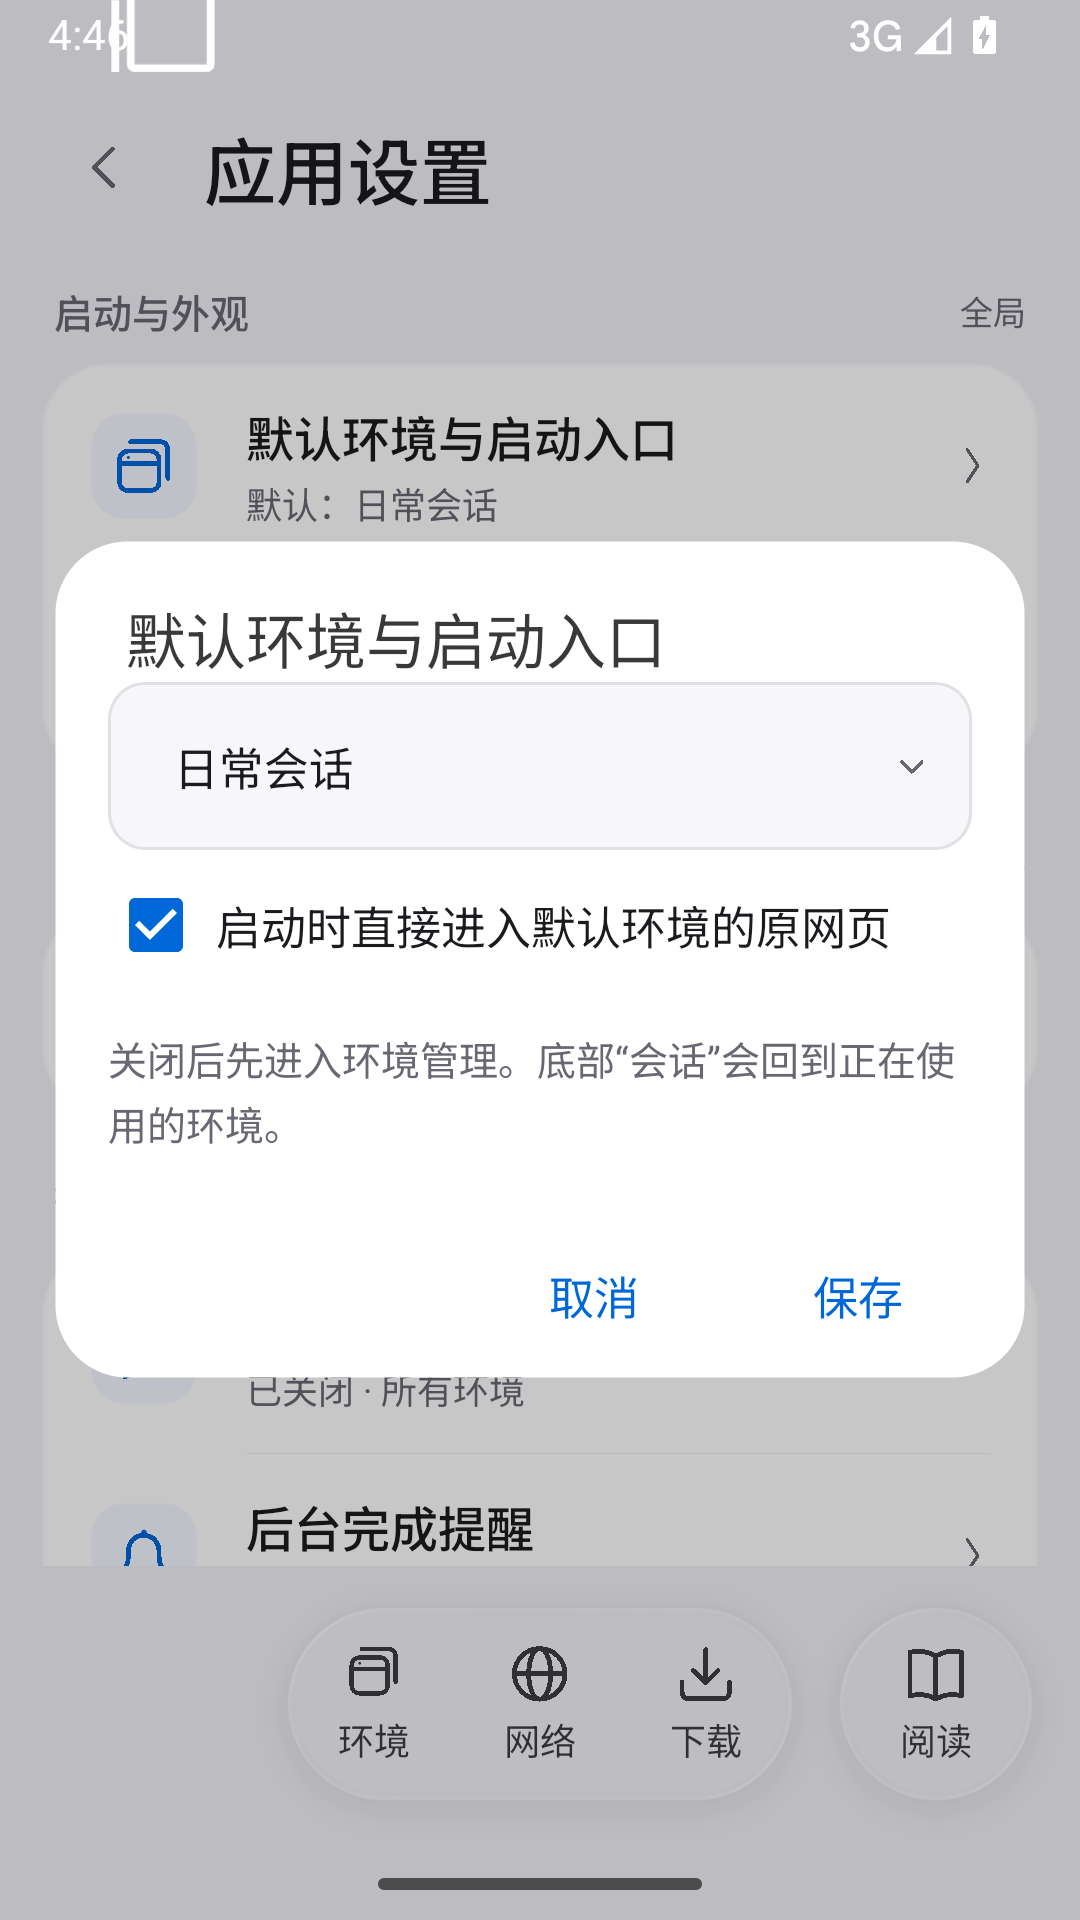 4:46
3G
应用设置
启动与外观
全局
默认环境与启动入口
默认：日常会话
默认环境与启动入口
日常会话
启动时直接进入默认环境的原网页
关闭后先进入环境管理。底部“会话”会回到正在使
用的环境。
取消
保存
已关闭 · 所有环境
后台完成提醒
环境
网络
下载
阅读